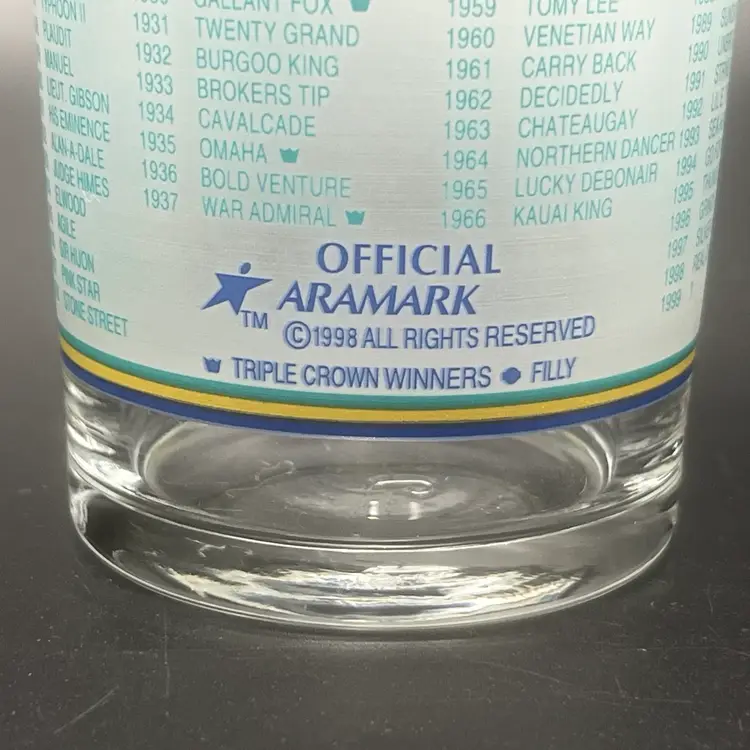 TYPHOON II
PLAUDIT
MANUEL
LIEUT. GIBSON
HIS EMINENCE
ALAN-A-DALE
JUDGE HIMES
ELWOOD
AGILE
SIR HUON
PINK STAR
STONE STREET
GALLANT FOX
1931 TWENTY GRAND
1932 BURGOO KING
1933 BROKERS TIP
1934 CAVALCADE
1935 OMAHA
1936 BOLD VENTURE
1937 WAR ADMIRAL
1959 TOMY LEE
1960 VENETIAN WAY
1961 CARRY BACK
1962 DECIDEDLY
1963 CHATEAUGAY
1964 NORTHERN DANCER
1965 LUCKY DEBONAIR
1966 KAUAI KING
1989
1990
1991
1992
1993
1994
1995
1996
1997
1998
1999
OFFICIAL
ARAMARK
TM
©1998 ALL RIGHTS RESERVED
TRIPLE CROWN WINNERS FILLY